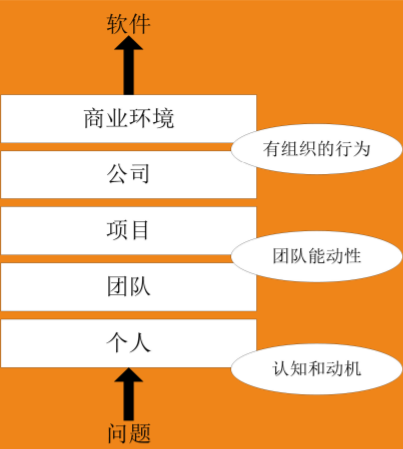 软件
商业环境
有组织的行为
公司
项目
团队能动性
团队
个人
认知和动机
问题